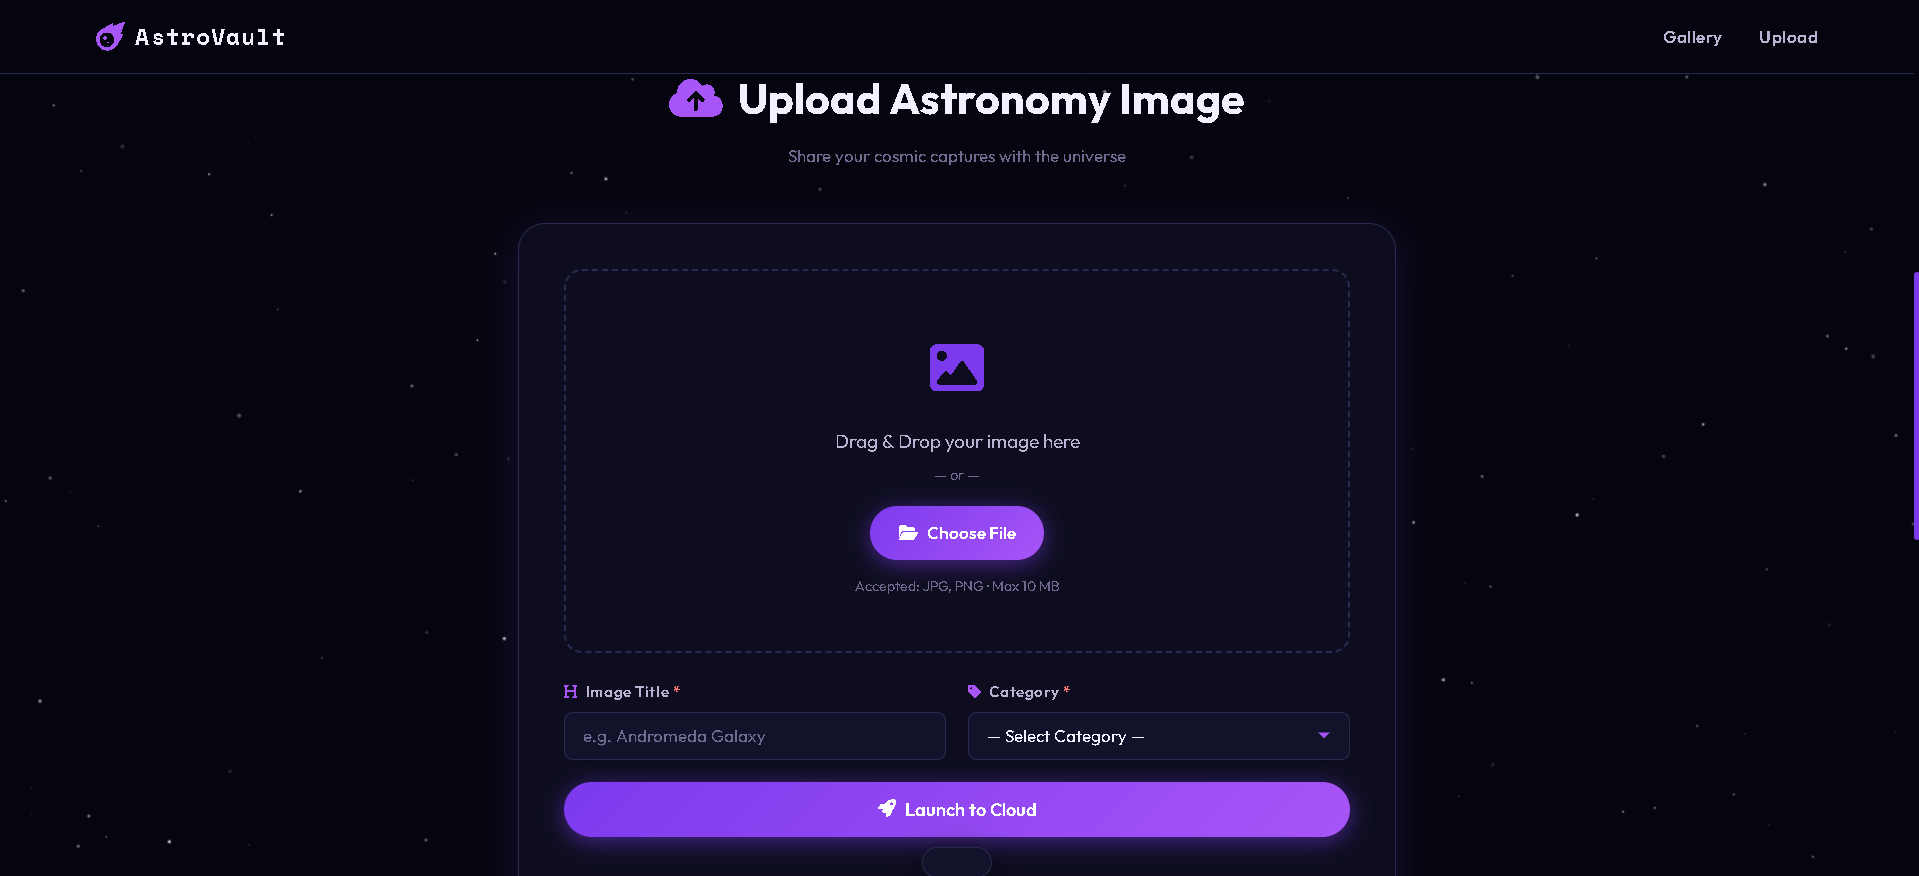 AstroVault
Gallery
Upload
Upload Astronomy Image
Share your cosmic captures with the universe
Drag & Drop your image here
— or —
Choose File
Accepted: JPG, PNG · Max 10 MB
Image Title *
Category *
e.g. Andromeda Galaxy
— Select Category —
Launch to Cloud